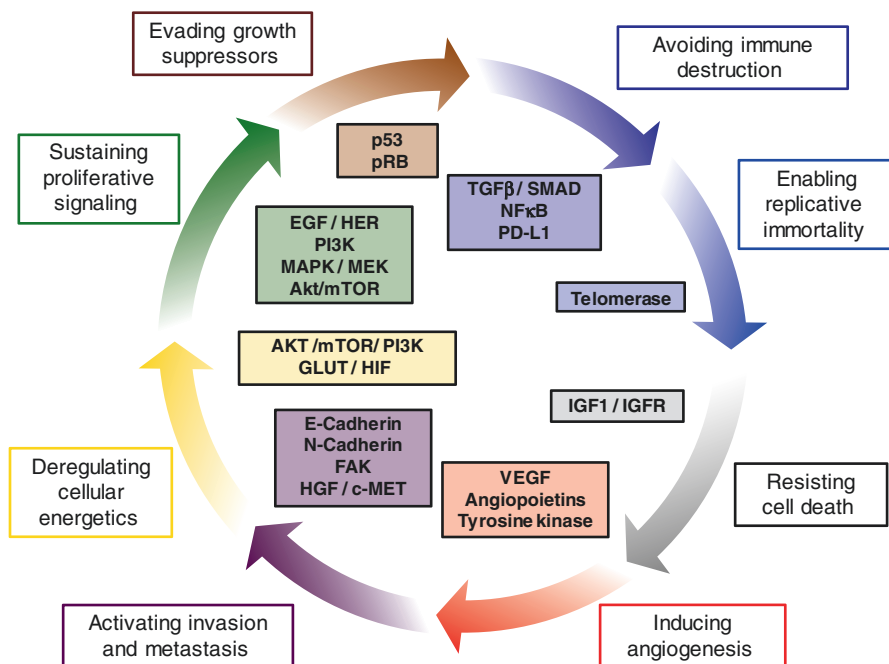 Evading growth
suppressors
Avoiding immune
destruction
Sustaining
proliferative
signaling
p53
pRB
TGFβ/ SMAD
NFκB
PD-L1
Enabling
replicative
immortality
EGF / HER
PI3K
MAPK / MEK
Akt/mTOR
Telomerase
AKT /mTOR/ PI3K
GLUT / HIF
IGF1 / IGFR
E-Cadherin
N-Cadherin
FAK
HGF / c-MET
VEGF
Angiopoietins
Tyrosine kinase
Deregulating
cellular
energetics
Resisting
cell death
Activating invasion
and metastasis
Inducing
angiogenesis